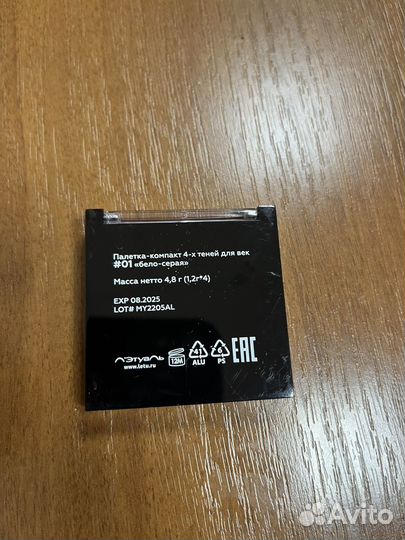 Палетка-компакт 4-х теней для век
#01 «бело-серая»
Масса нетто 4,8 г (1,2г*4)
EXP 08.2025
LOT# MY2205AL
ЛЭТУАЛЬ
www.letu.ru
12M
41
ALU
6
PS
EAC
Avito